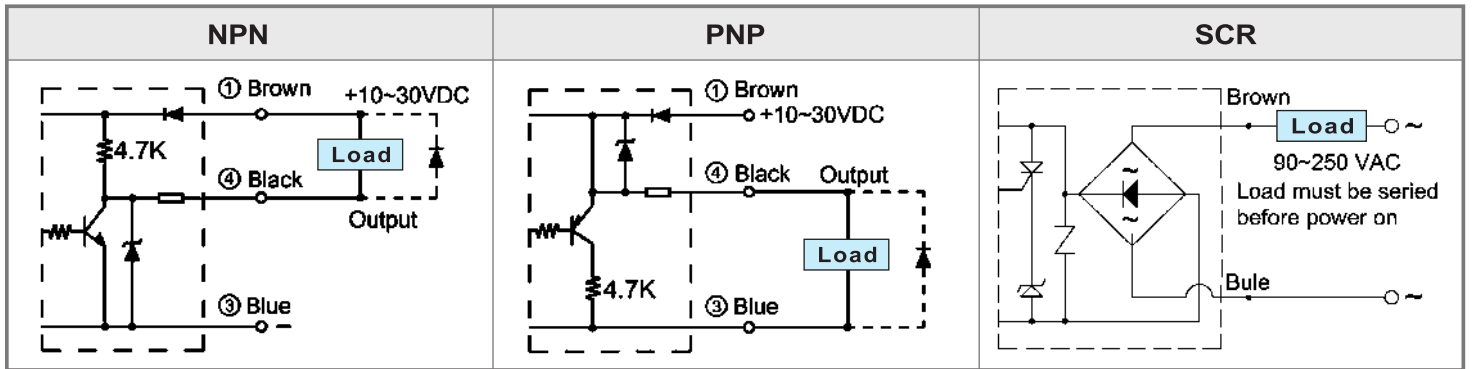 NPN
PNP
SCR
① Brown
+10~30VDC
4.7K
Load
④ Black
Output
③ Blue
−
① Brown
+10~30VDC
④ Black
Output
Load
4.7K
③ Blue
Brown
Load
~
90~250 VAC
Load must be seried
before power on
~
~
Bule
~